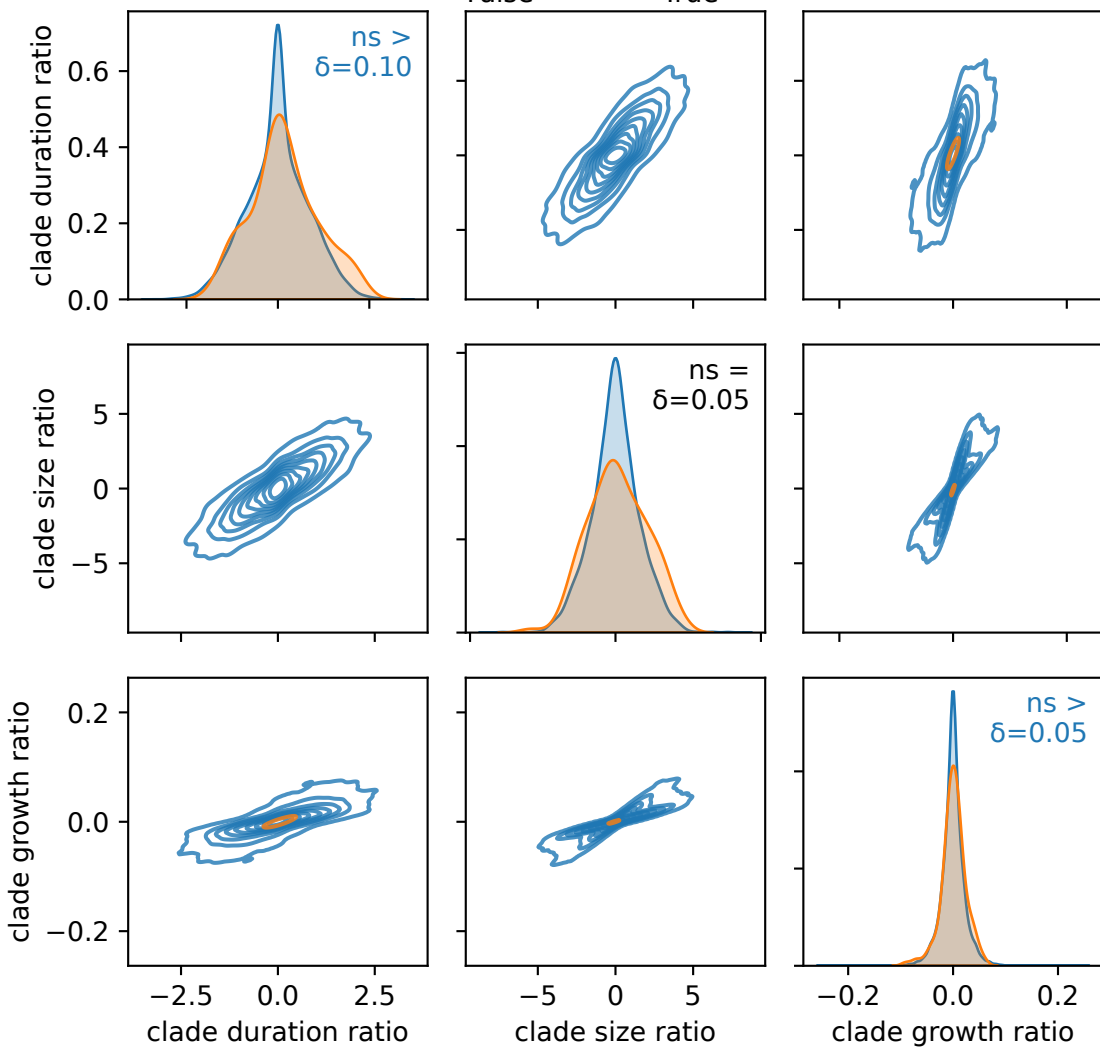 ns >
δ=0.10
clade duration ratio
0.6
0.4
0.2
0.0
ns =
δ=0.05
clade size ratio
5
0
−5
ns >
δ=0.05
clade growth ratio
0.2
0.0
−0.2
−2.5 0.0 2.5
−5 0 5
−0.2 0.0 0.2
clade duration ratio
clade size ratio
clade growth ratio